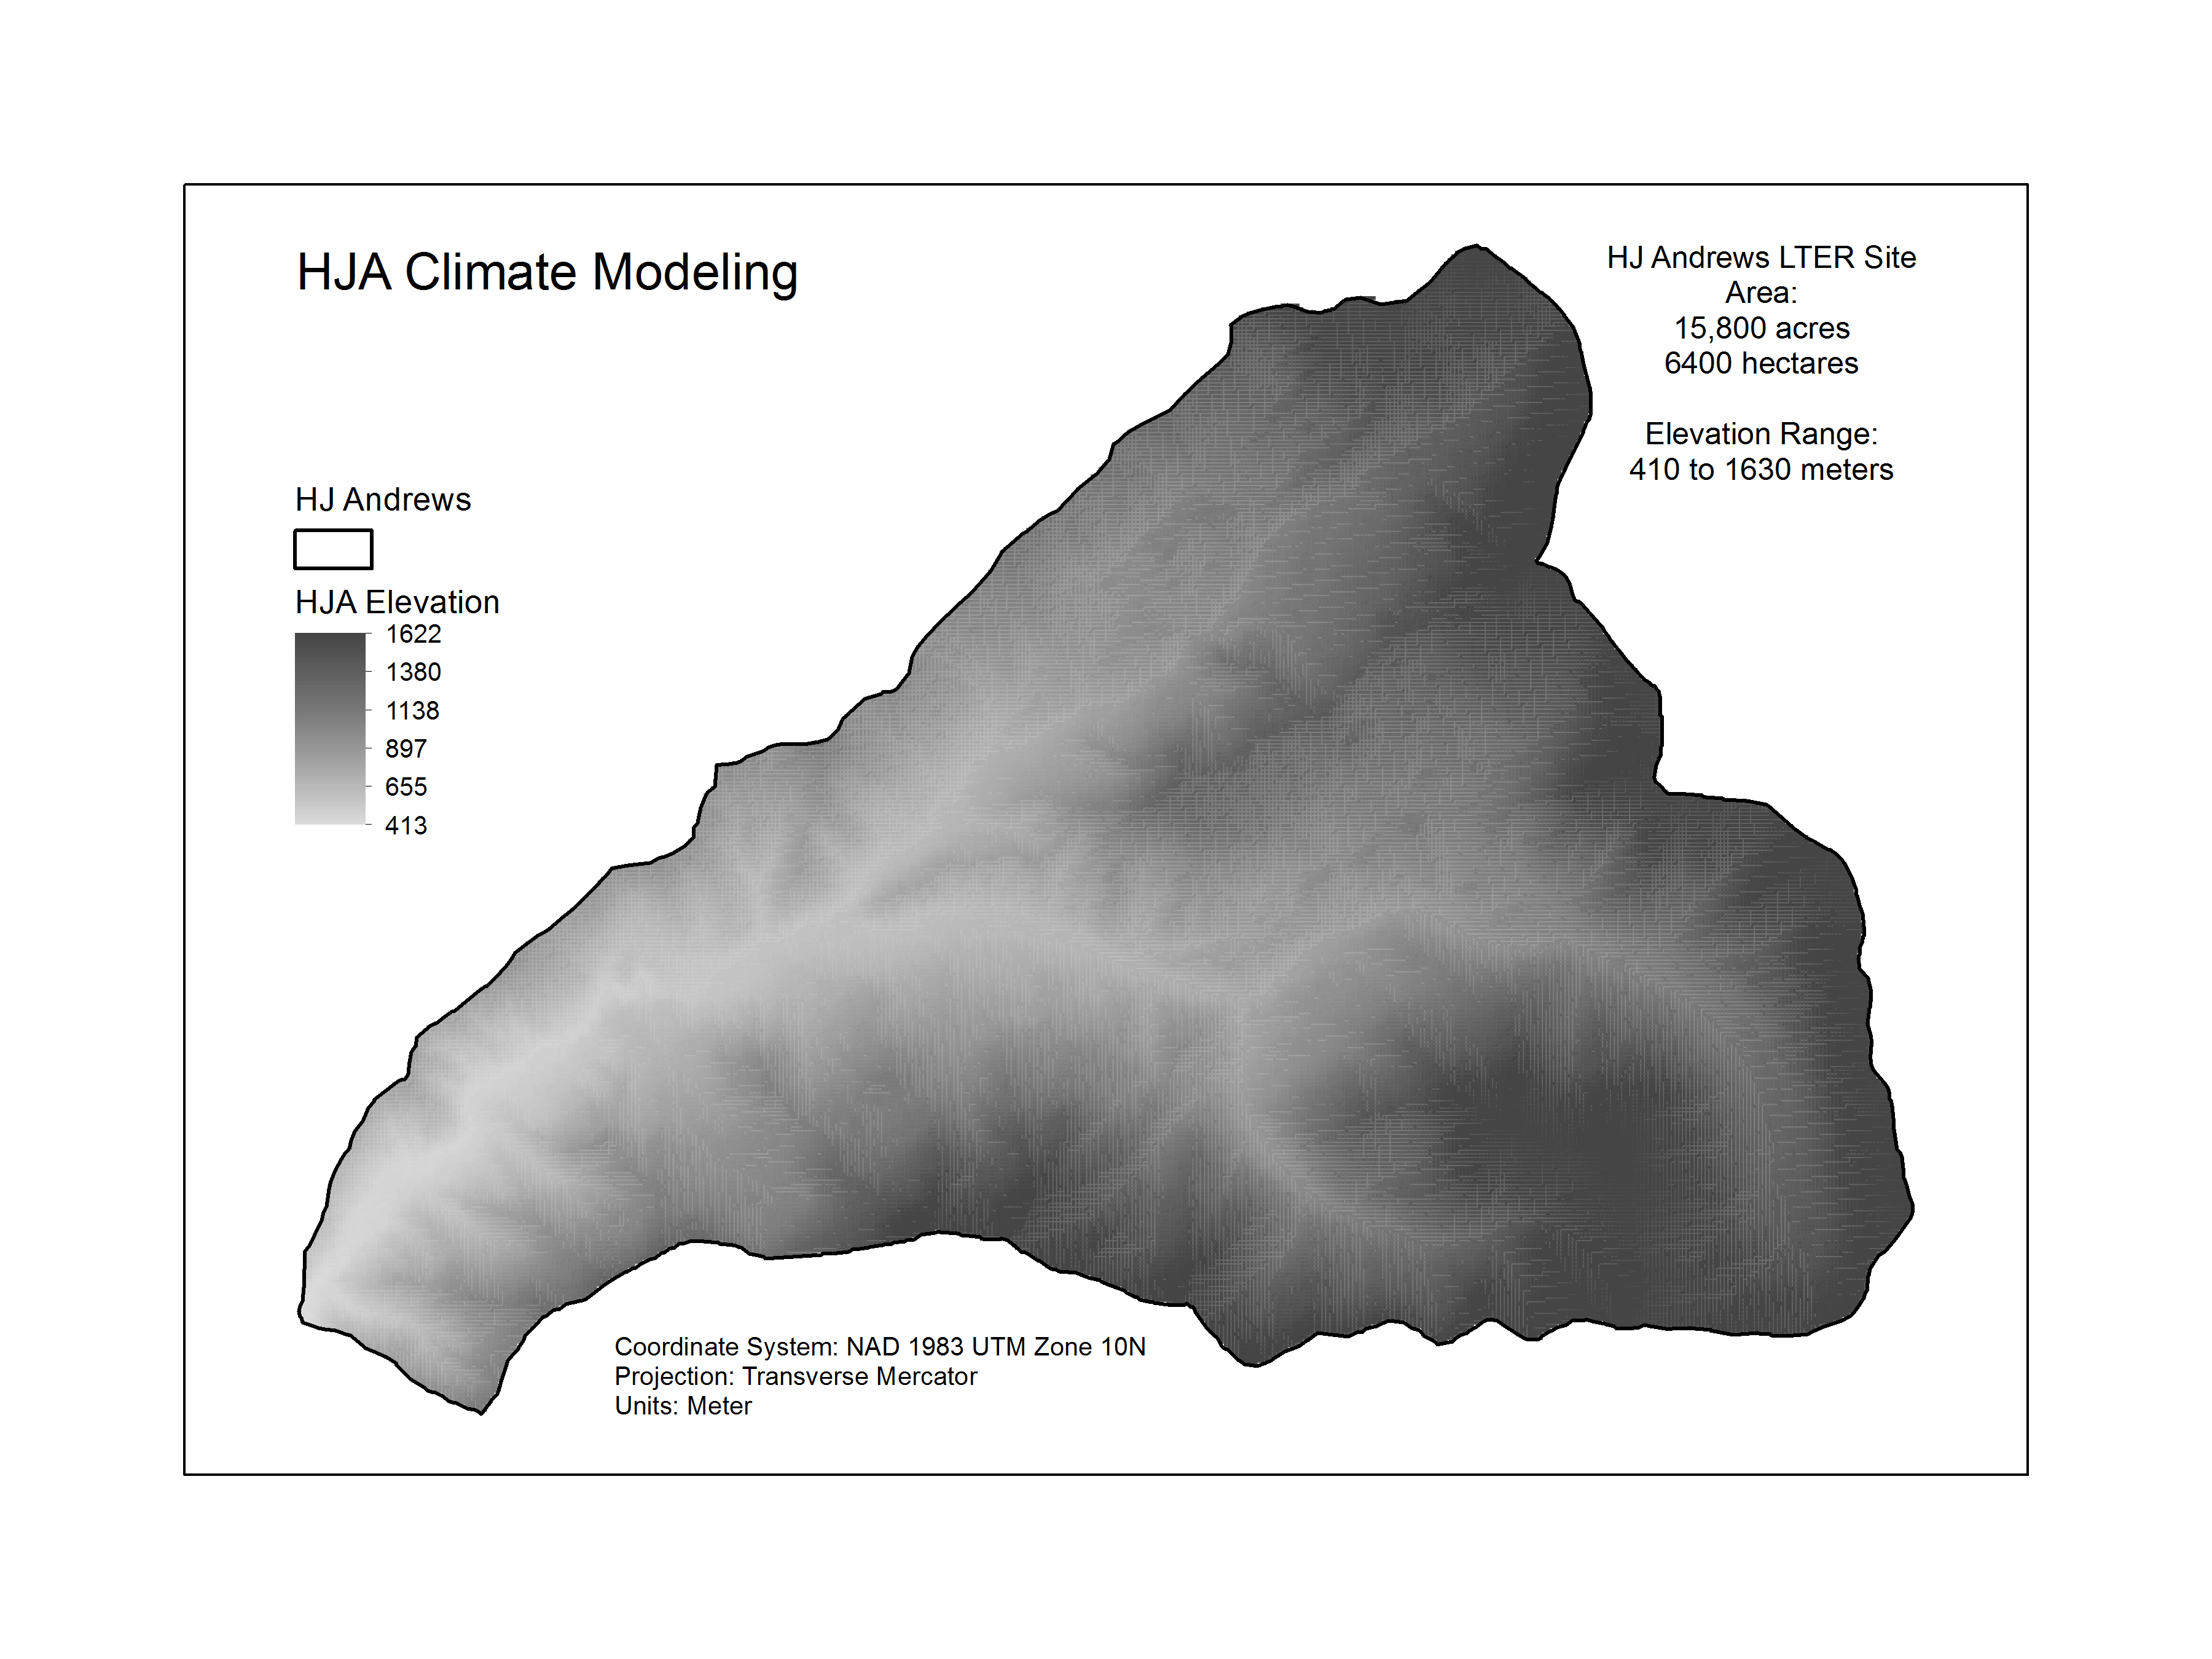 HJA Climate Modeling
HJ Andrews LTER Site
Area:
15,800 acres
6400 hectares
Elevation Range:
410 to 1630 meters
HJ Andrews
HJA Elevation
1622
1380
1138
897
655
413
Coordinate System: NAD 1983 UTM Zone 10N
Projection: Transverse Mercator
Units: Meter